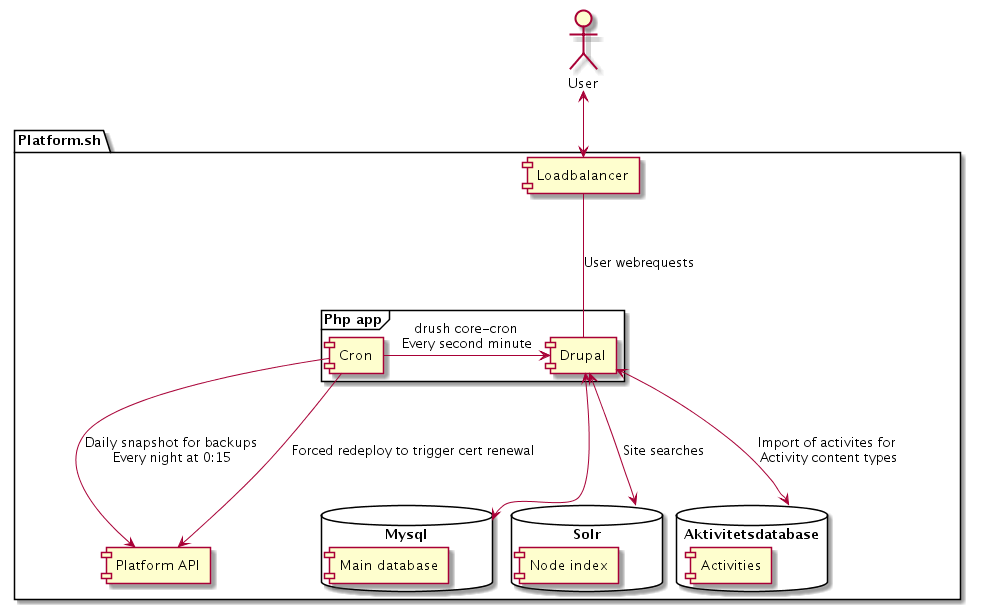 User
Platform.sh
Loadbalancer
User webrequests
Php app
drush core-cron
Every second minute
Cron
Drupal
Daily snapshot for backups
Every night at 0:15
Forced redeploy to trigger cert renewal
Site searches
Import of activites for
Activity content types
Mysql
Solr
Aktivitetsdatabase
Platform API
Main database
Node index
Activities